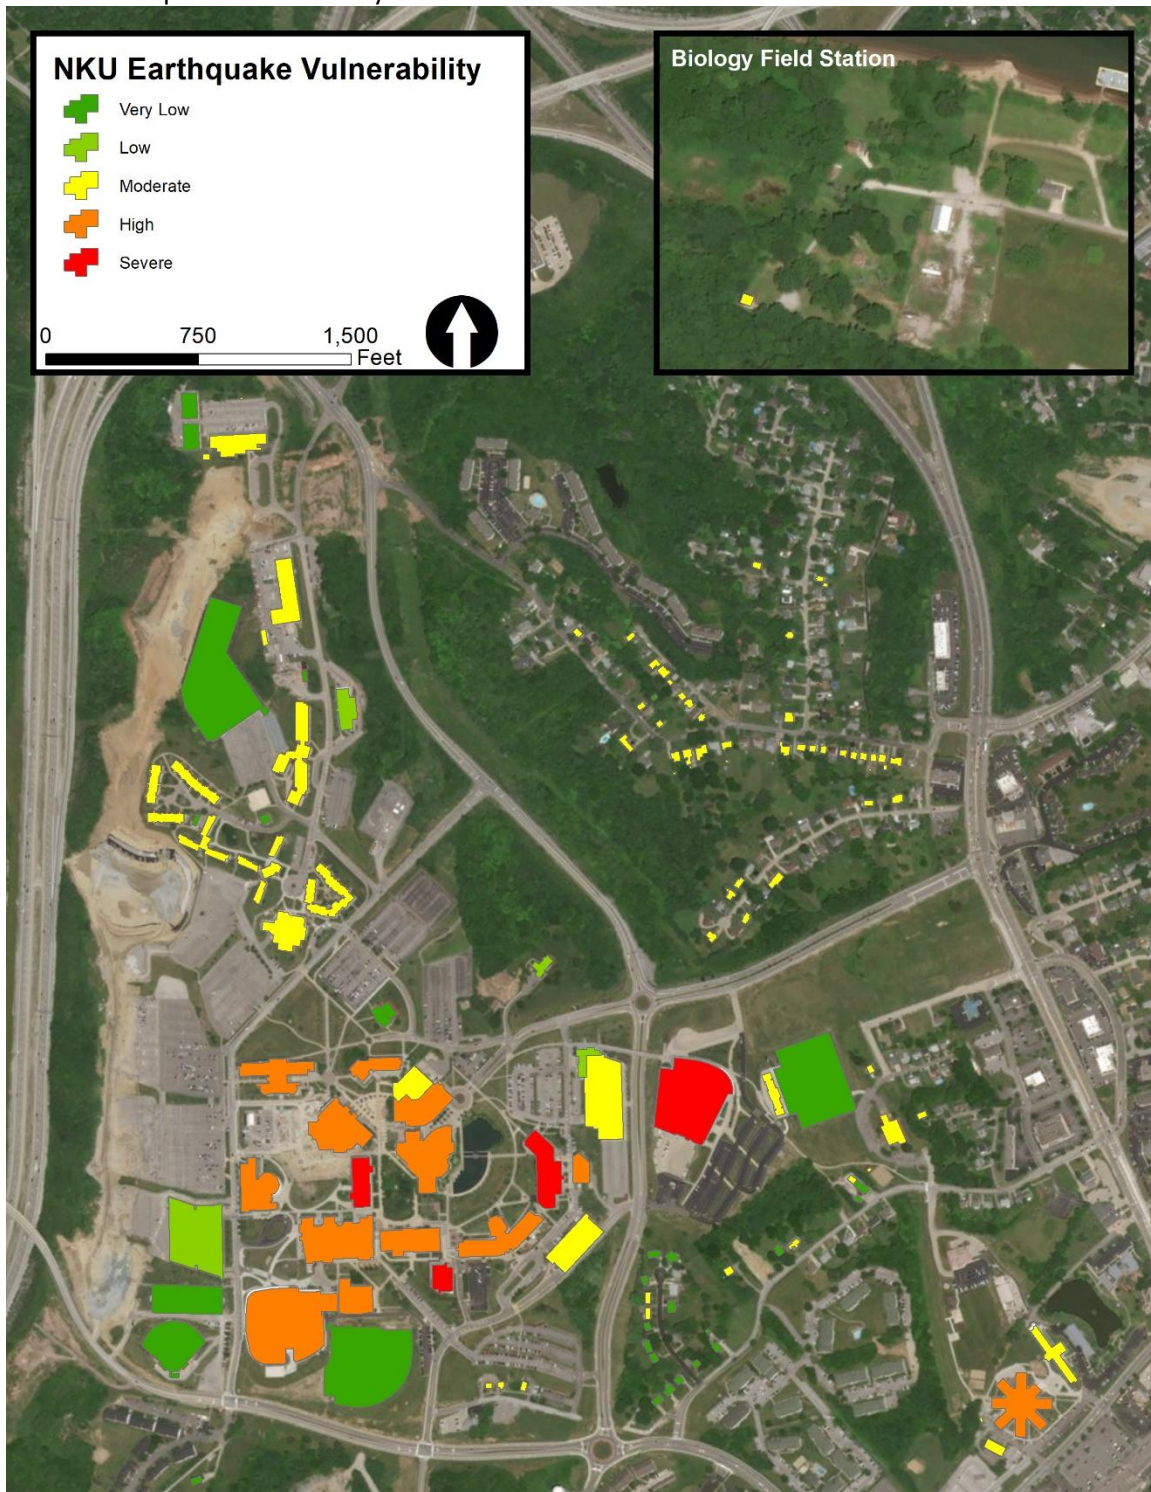 NKU Earthquake Vulnerability
Very Low
Low
Moderate
High
Severe
0 750 1,500
Feet
Biology Field Station